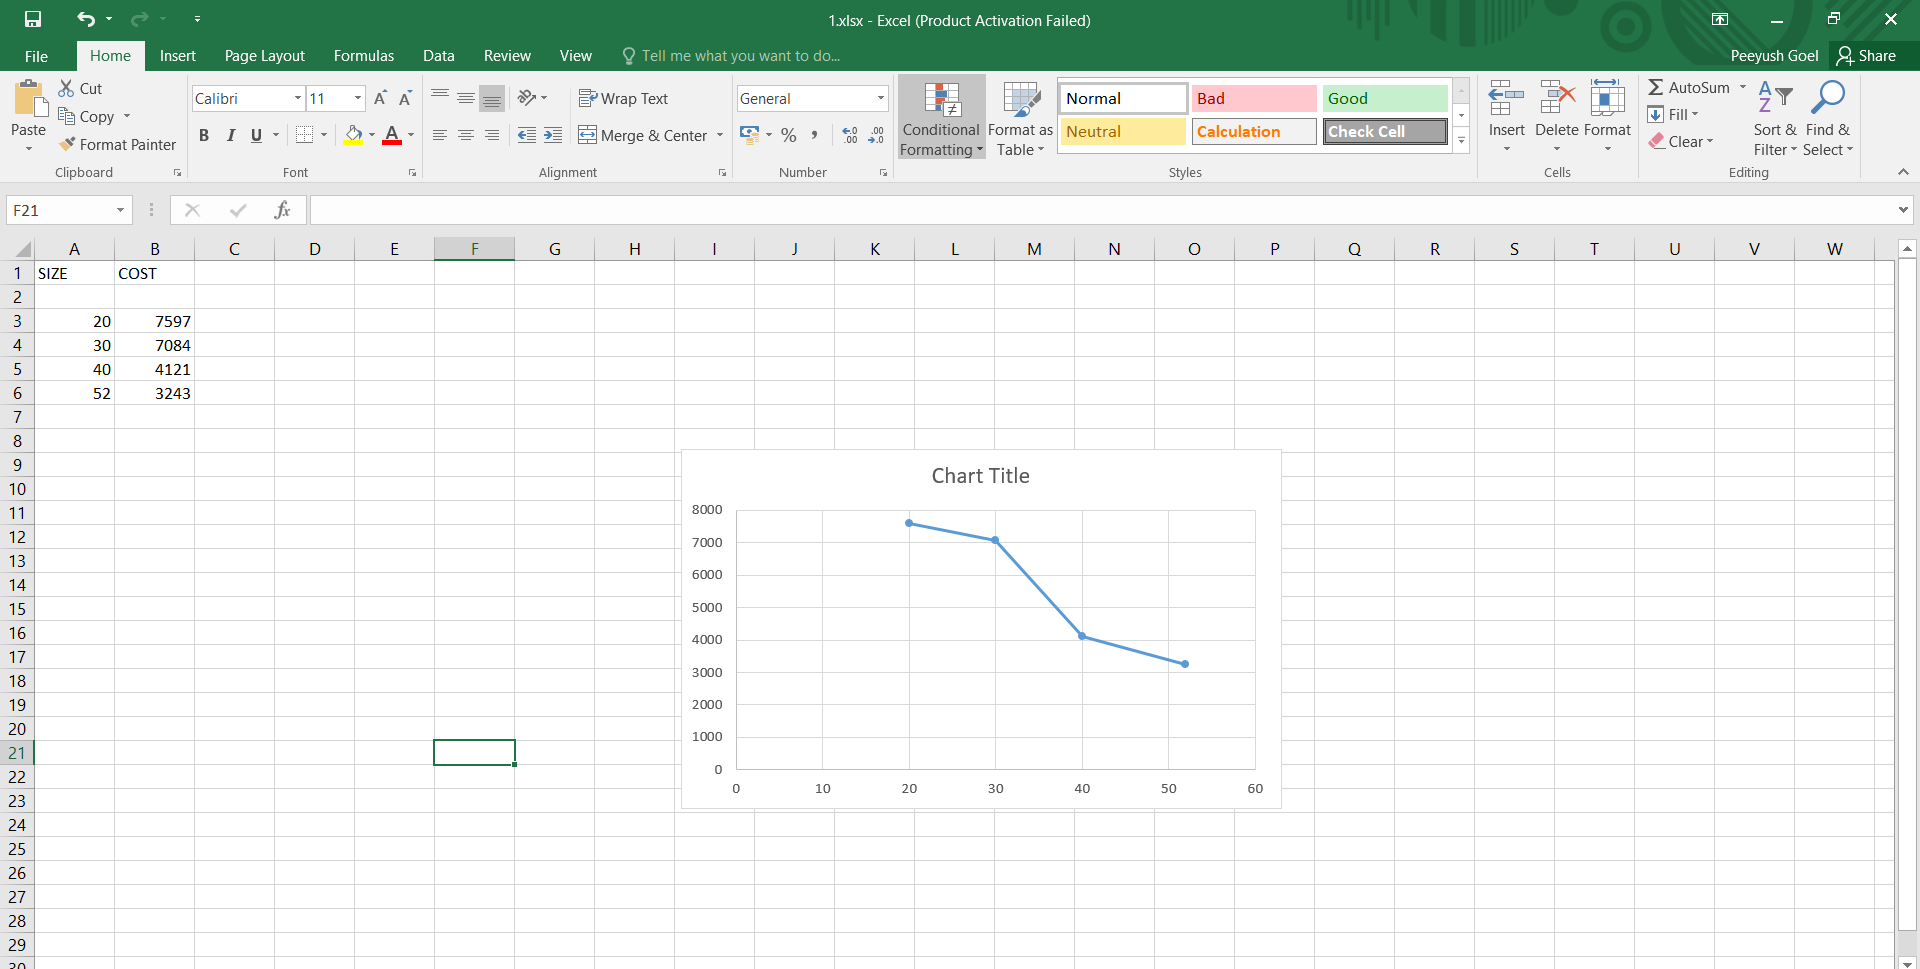 1.xlsx - Excel (Product Activation Failed)
File Home Insert Page Layout Formulas Data Review View Tell me what you want to do... Peeyush Goel Share
Paste
Cut
Copy
Format Painter
Clipboard
Calibri 11
B I U A
Font
Wrap Text
Merge & Center
Alignment
General
% , .00
Number
Conditional Formatting
Format as Table
Normal Bad Good
Neutral Calculation Check Cell
Styles
Insert Delete Format
Cells
AutoSum
Fill
Clear
Sort & Filter
Find & Select
Editing
F21 fx
A B C D E F G H I J K L M N O P Q R S T U V W
1 SIZE COST
2
3 20 7597
4 30 7084
5 40 4121
6 52 3243
7
8
9
10
11
12
13
14
15
16
17
18
19
20
21
22
23
24
25
26
27
28
29
30
Chart Title
8000
7000
6000
5000
4000
3000
2000
1000
0
0 10 20 30 40 50 60